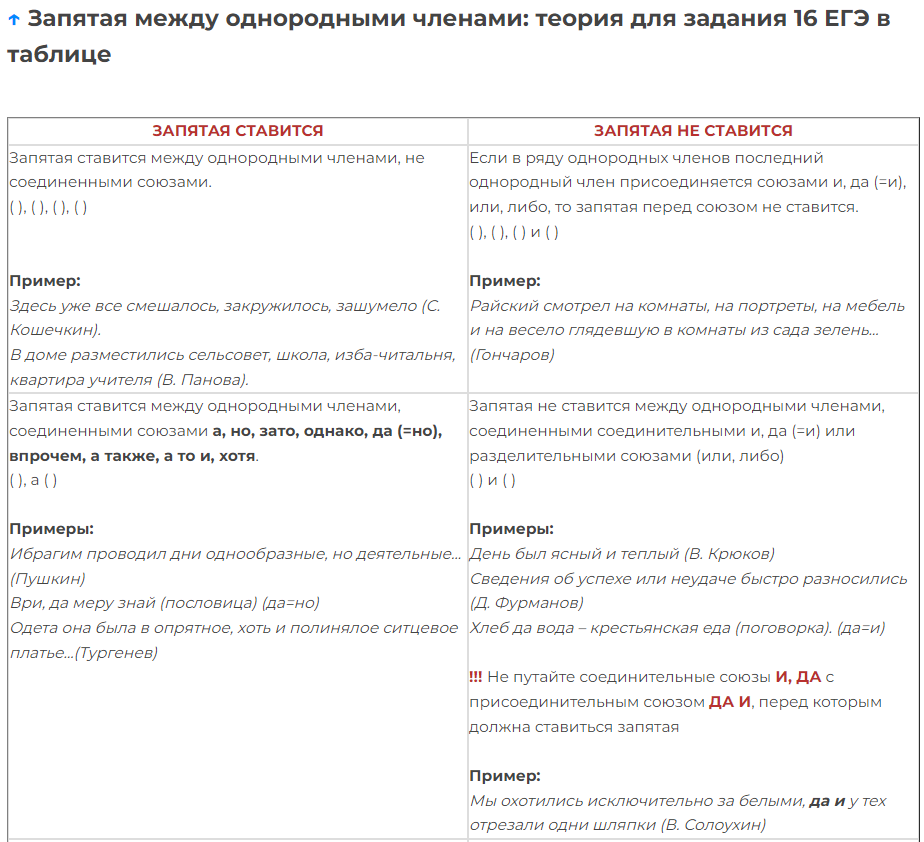 ↑ Запятая между однородными членами: теория для задания 16 ЕГЭ в
таблице
ЗАПЯТАЯ СТАВИТСЯ
Запятая ставится между однородными членами, не
соединенными союзами.
( ), ( ), ( ), ( )
Пример:
Здесь уже все смешалось, закружилось, зашумело (С.
Кошечкин).
В доме разместились сельсовет, школа, изба-читальня,
квартира учителя (В. Панова).
ЗАПЯТАЯ НЕ СТАВИТСЯ
Если в ряду однородных членов последний
однородный член присоединяется союзами и, да (=и),
или, либо, то запятая перед союзом не ставится.
( ), ( ), ( ) и ( )
Пример:
Райский смотрел на комнаты, на портреты, на мебель
и на весело глядевшую в комнаты из сада зелень...
(Гончаров)
Запятая ставится между однородными членами,
соединенными союзами а, но, зато, однако, да (=но),
впрочем, а также, а то и, хотя.
( ), а ( )
Примеры:
Ибрагим проводил дни однообразные, но деятельные...
(Пушкин)
Ври, да меру знай (пословица) (да=но)
Одета она была в опрятное, хоть и полинялое ситцевое
платье...(Тургенев)
Запятая не ставится между однородными членами,
соединенными соединительными и, да (=и) или
разделительными союзами (или, либо)
( ) и ( )
Примеры:
День был ясный и теплый (В. Крюков)
Сведения об успехе или неудаче быстро разносились
(Д. Фурманов)
Хлеб да вода – крестьянская еда (поговорка). (да=и)
!!! Не путайте соединительные союзы И, ДА с
присоединительным союзом ДА И, перед которым
должна ставиться запятая
Пример:
Мы охотились исключительно за белыми, да и у тех
отрезали одни шляпки (В. Солоухин)